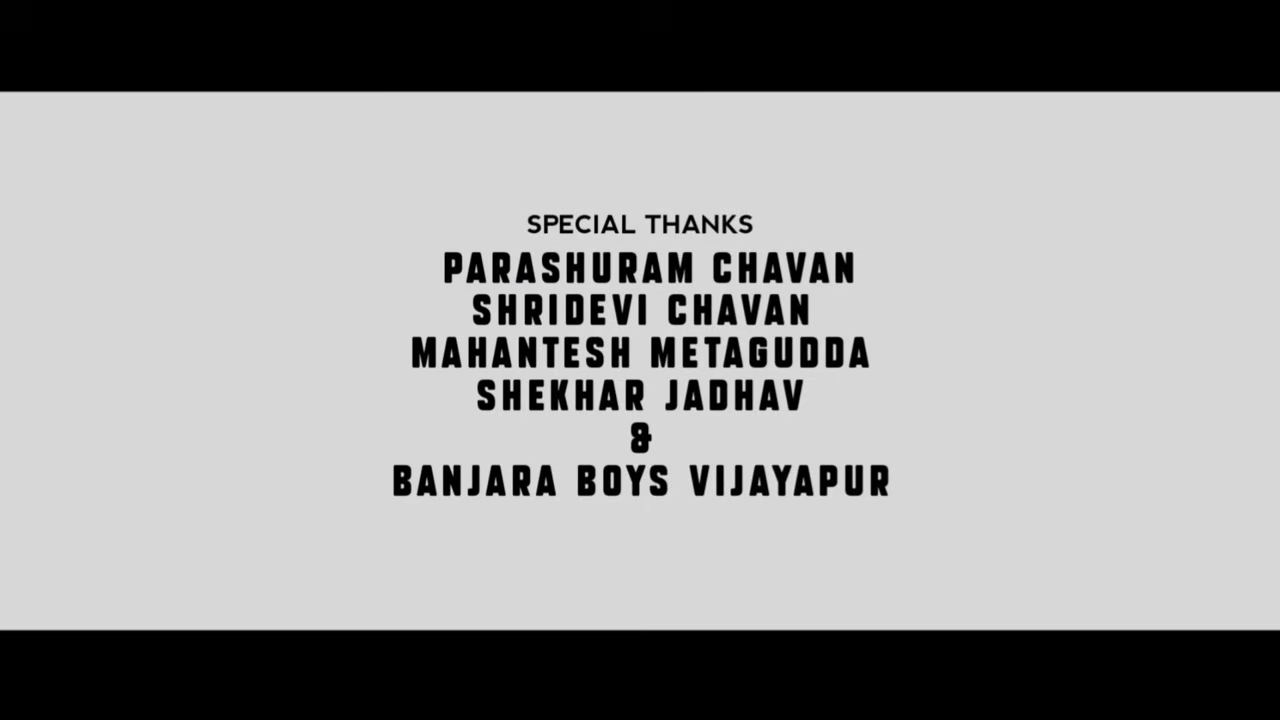 SPECIAL THANKS
PARASHURAM CHAVAN
SHRIDEVI CHAVAN
MAHANTESH METAGUDDA
SHEKHAR JADHAV
&
BANJARA BOYS VIJAYAPUR